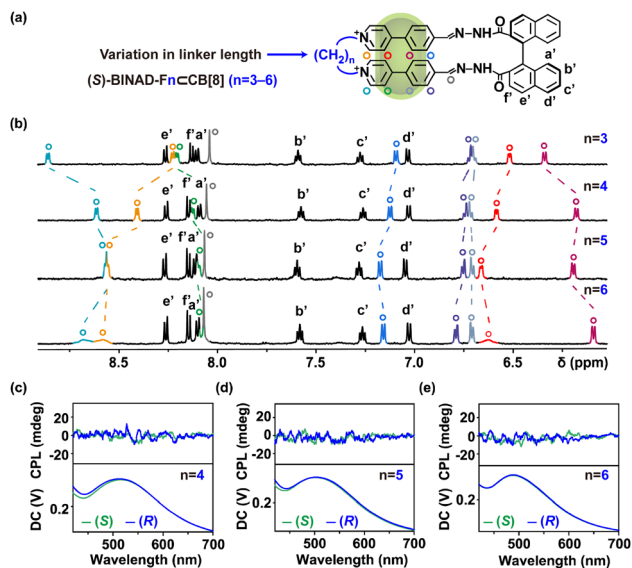 (a)
Variation in linker length
(S)-BINAD-Fn⊂CB[8] (n=3–6)
(CH₂)n
N+
N+
N-NH
N-NH
O
O
a'
b'
c'
d'
e'
f'
(b)
e' f' a' b' c' d' n=3
e' f' a' b' c' d' n=4
e' f' a' b' c' d' n=5
e' f' a' b' c' d' n=6
8.5 8.0 7.5 7.0 6.5 δ (ppm)
(c) (d) (e)
CPL (mdeg) 20 0 -20
DC (V) 0.2
n=4
(S) (R)
500 600 700
Wavelength (nm)
CPL (mdeg) 20 0 -20
DC (V) 0.2
n=5
(S) (R)
500 600 700
Wavelength (nm)
CPL (mdeg) 20 0 -20
DC (V) 0.2
n=6
(S) (R)
500 600 700
Wavelength (nm)